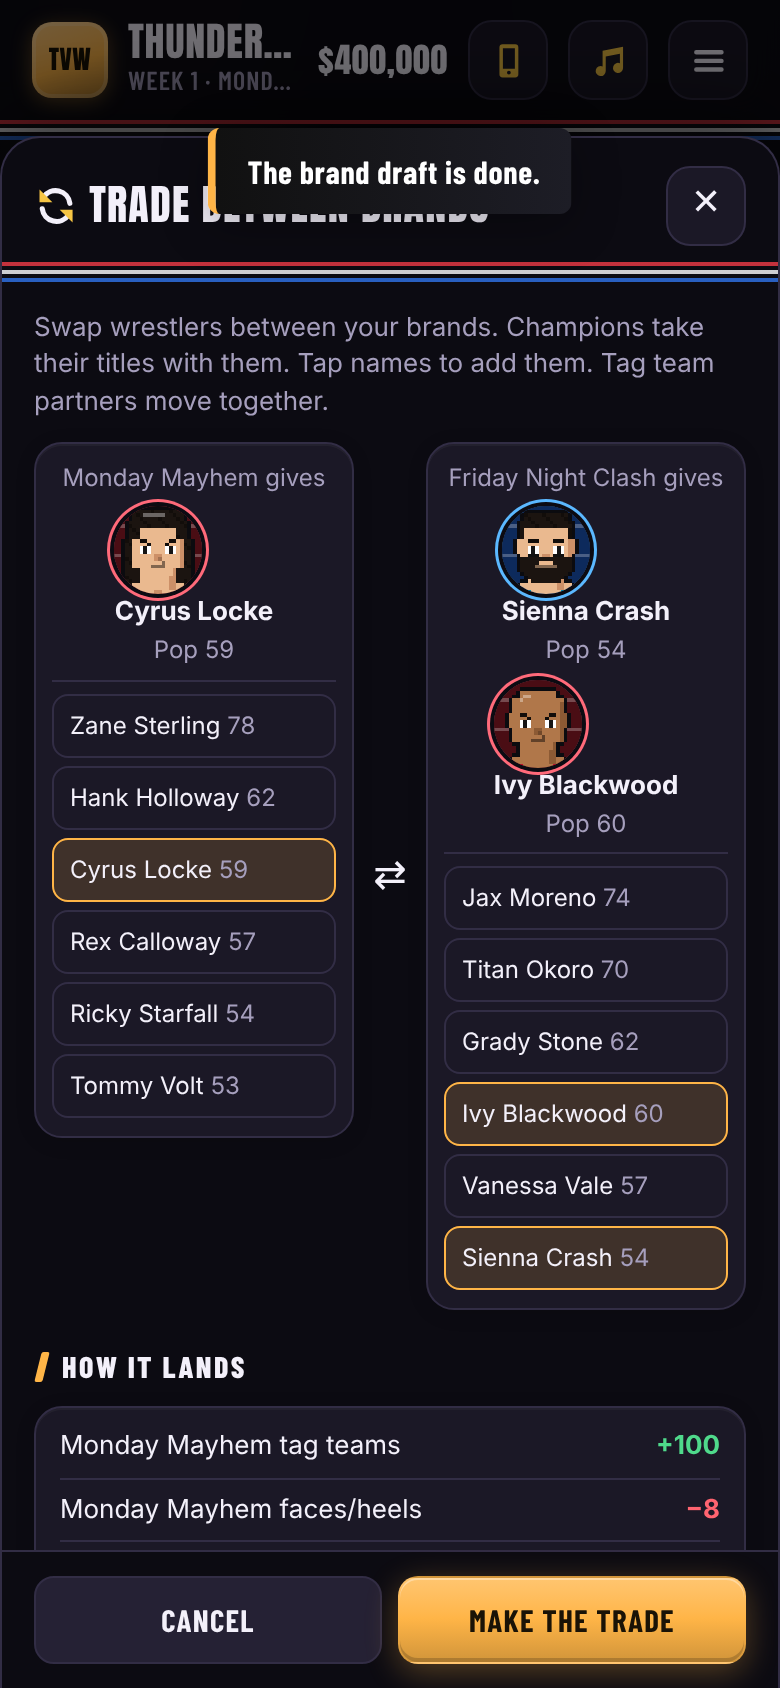 TVW
THUNDER...
WEEK 1 · MOND...
$400,000
The brand draft is done.
TRADE BETWEEN BRANDS
Swap wrestlers between your brands. Champions take
their titles with them. Tap names to add them. Tag team
partners move together.
Monday Mayhem gives
Cyrus Locke
Pop 59
Zane Sterling 78
Hank Holloway 62
Cyrus Locke 59
Rex Calloway 57
Ricky Starfall 54
Tommy Volt 53
Friday Night Clash gives
Sienna Crash
Pop 54
Ivy Blackwood
Pop 60
Jax Moreno 74
Titan Okoro 70
Grady Stone 62
Ivy Blackwood 60
Vanessa Vale 57
Sienna Crash 54
HOW IT LANDS
Monday Mayhem tag teams +100
Monday Mayhem faces/heels −8
CANCEL
MAKE THE TRADE